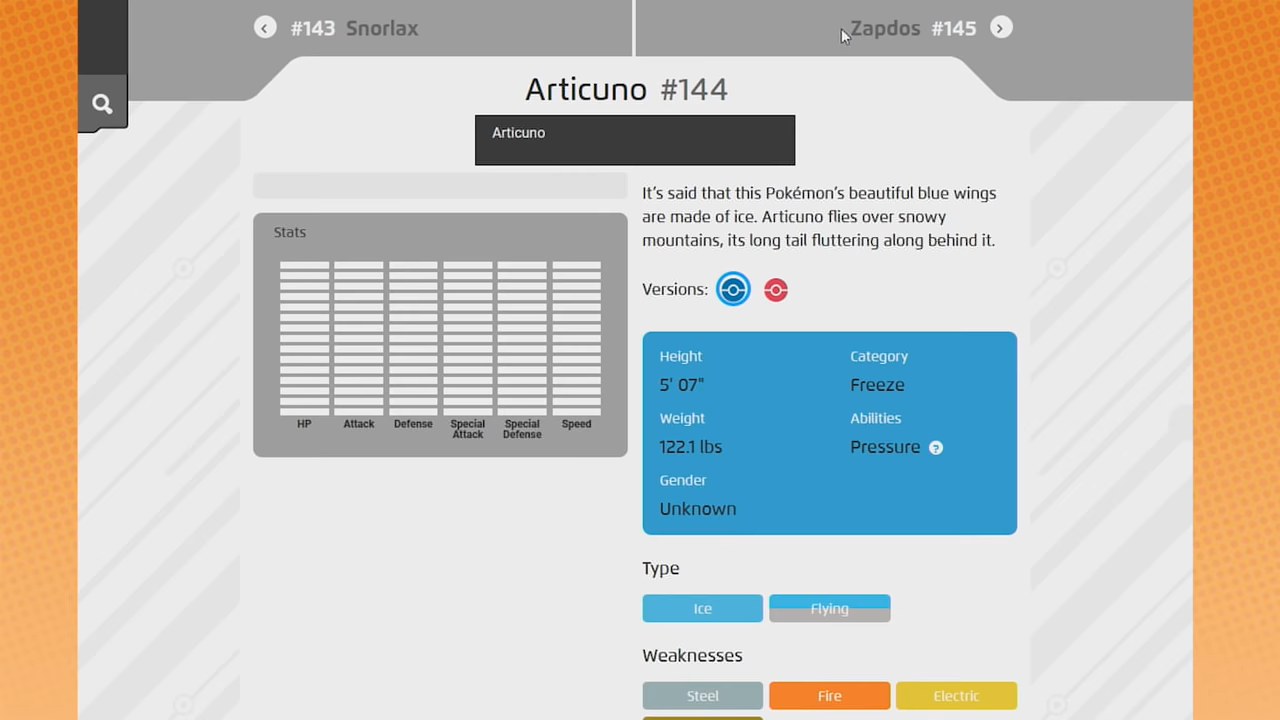 #143 Snorlax
Zapdos #145
Articuno #144
Articuno
It's said that this Pokémon's beautiful blue wings
are made of ice. Articuno flies over snowy
mountains, its long tail fluttering along behind it.
Versions:
Stats
HP
Attack
Defense
Special
Attack
Special
Defense
Speed
Height
5' 07"
Category
Freeze
Weight
122.1 lbs
Abilities
Pressure ?
Gender
Unknown
Type
Ice
Flying
Weaknesses
Steel
Fire
Electric